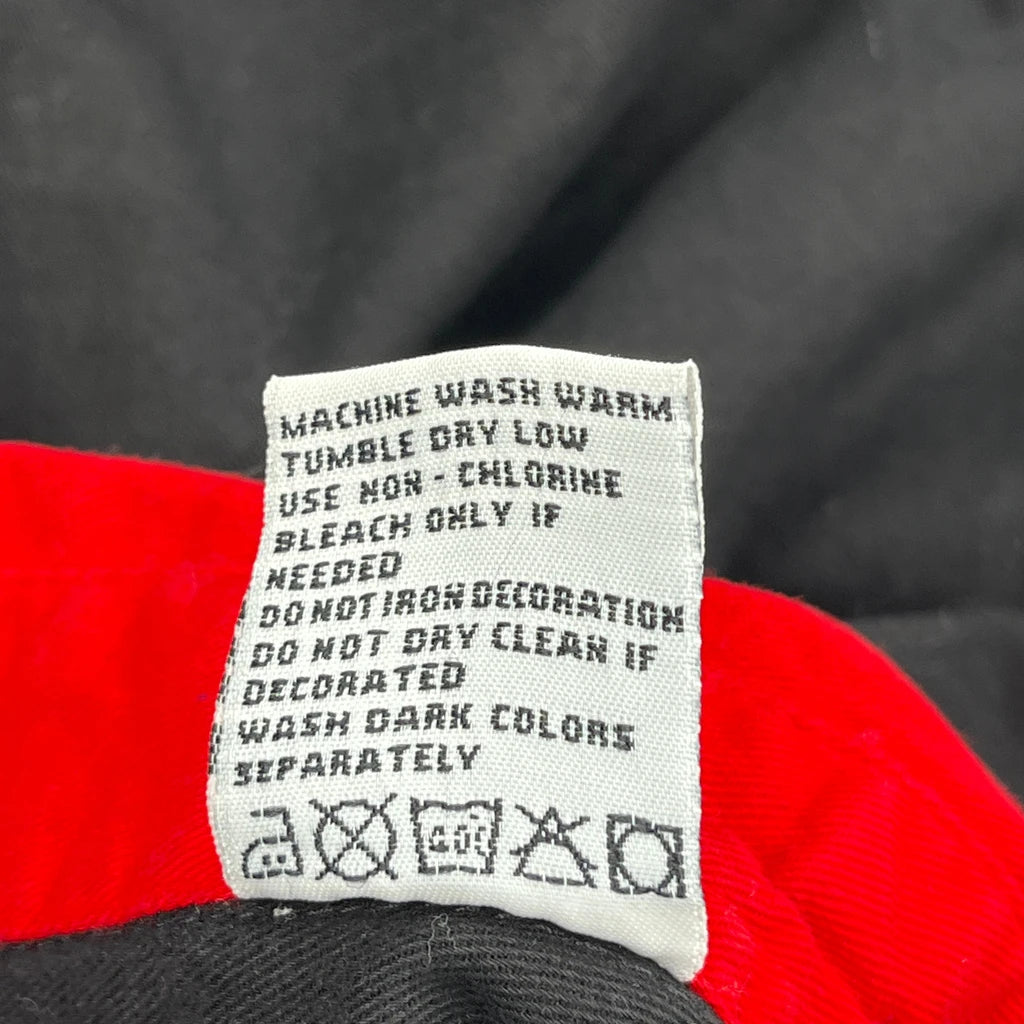 MACHINE WASH WARM
TUMBLE DRY LOW
USE NON - CHLORINE
BLEACH ONLY IF
NEEDED
DO NOT IRON DECORATION
DO NOT DRY CLEAN IF
DECORATED
WASH DARK COLORS
SEPARATELY
40C